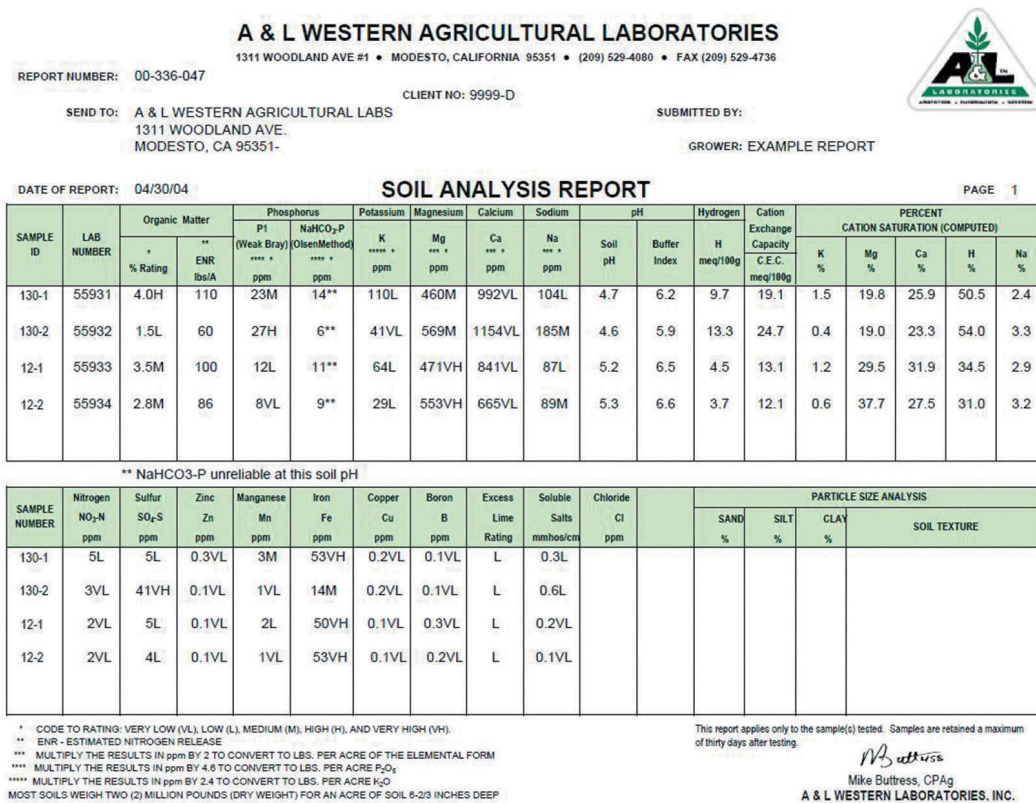 A & L WESTERN AGRICULTURAL LABORATORIES
1311 WOODLAND AVE #1 ● MODESTO, CALIFORNIA 95351 ● (209) 529-4080 ● FAX (209) 529-4736
A&L
LABORATORIES
REPORT NUMBER: 00-336-047
CLIENT NO: 9999-D
SEND TO: A & L WESTERN AGRICULTURAL LABS
1311 WOODLAND AVE.
MODESTO, CA 95351-
SUBMITTED BY:
GROWER: EXAMPLE REPORT
DATE OF REPORT: 04/30/04 SOIL ANALYSIS REPORT PAGE 1
SAMPLE ID LAB NUMBER Organic Matter Phosphorus Potassium Magnesium Calcium Sodium pH Hydrogen Cation Exchange Capacity PERCENT CATION SATURATION (COMPUTED)
* % Rating ** ENR lbs/A P1 (Weak Bray) **** * ppm NaHCO3-P (OlsenMethod) **** * ppm K ***** * ppm Mg *** * ppm Ca *** * ppm Na *** * ppm Soil pH Buffer Index H meq/100g C.E.C. meq/100g K % Mg % Ca % H % Na %
130-1 55931 4.0H 110 23M 14** 110L 460M 992VL 104L 4.7 6.2 9.7 19.1 1.5 19.8 25.9 50.5 2.4
130-2 55932 1.5L 60 27H 6** 41VL 569M 1154VL 185M 4.6 5.9 13.3 24.7 0.4 19.0 23.3 54.0 3.3
12-1 55933 3.5M 100 12L 11** 64L 471VH 841VL 87L 5.2 6.5 4.5 13.1 1.2 29.5 31.9 34.5 2.9
12-2 55934 2.8M 86 8VL 9** 29L 553VH 665VL 89M 5.3 6.6 3.7 12.1 0.6 37.7 27.5 31.0 3.2
** NaHCO3-P unreliable at this soil pH
SAMPLE NUMBER Nitrogen NO3-N ppm Sulfur SO4-S ppm Zinc Zn ppm Manganese Mn ppm Iron Fe ppm Copper Cu ppm Boron B ppm Excess Lime Rating Soluble Salts mmhos/cm Chloride Cl ppm PARTICLE SIZE ANALYSIS
SAND % SILT % CLAY % SOIL TEXTURE
130-1 5L 5L 0.3VL 3M 53VH 0.2VL 0.1VL L 0.3L
130-2 3VL 41VH 0.1VL 1VL 14M 0.2VL 0.1VL L 0.6L
12-1 2VL 5L 0.1VL 2L 50VH 0.1VL 0.3VL L 0.2VL
12-2 2VL 4L 0.1VL 1VL 53VH 0.1VL 0.2VL L 0.1VL
* CODE TO RATING: VERY LOW (VL), LOW (L), MEDIUM (M), HIGH (H), AND VERY HIGH (VH).
** ENR - ESTIMATED NITROGEN RELEASE
*** MULTIPLY THE RESULTS IN ppm BY 2 TO CONVERT TO LBS. PER ACRE OF THE ELEMENTAL FORM
**** MULTIPLY THE RESULTS IN ppm BY 4.6 TO CONVERT TO LBS. PER ACRE P2O5
***** MULTIPLY THE RESULTS IN ppm BY 2.4 TO CONVERT TO LBS. PER ACRE K2O
MOST SOILS WEIGH TWO (2) MILLION POUNDS (DRY WEIGHT) FOR AN ACRE OF SOIL 6-2/3 INCHES DEEP
This report applies only to the sample(s) tested. Samples are retained a maximum
of thirty days after testing.
Mike Buttress, CPAg
A & L WESTERN LABORATORIES, INC.